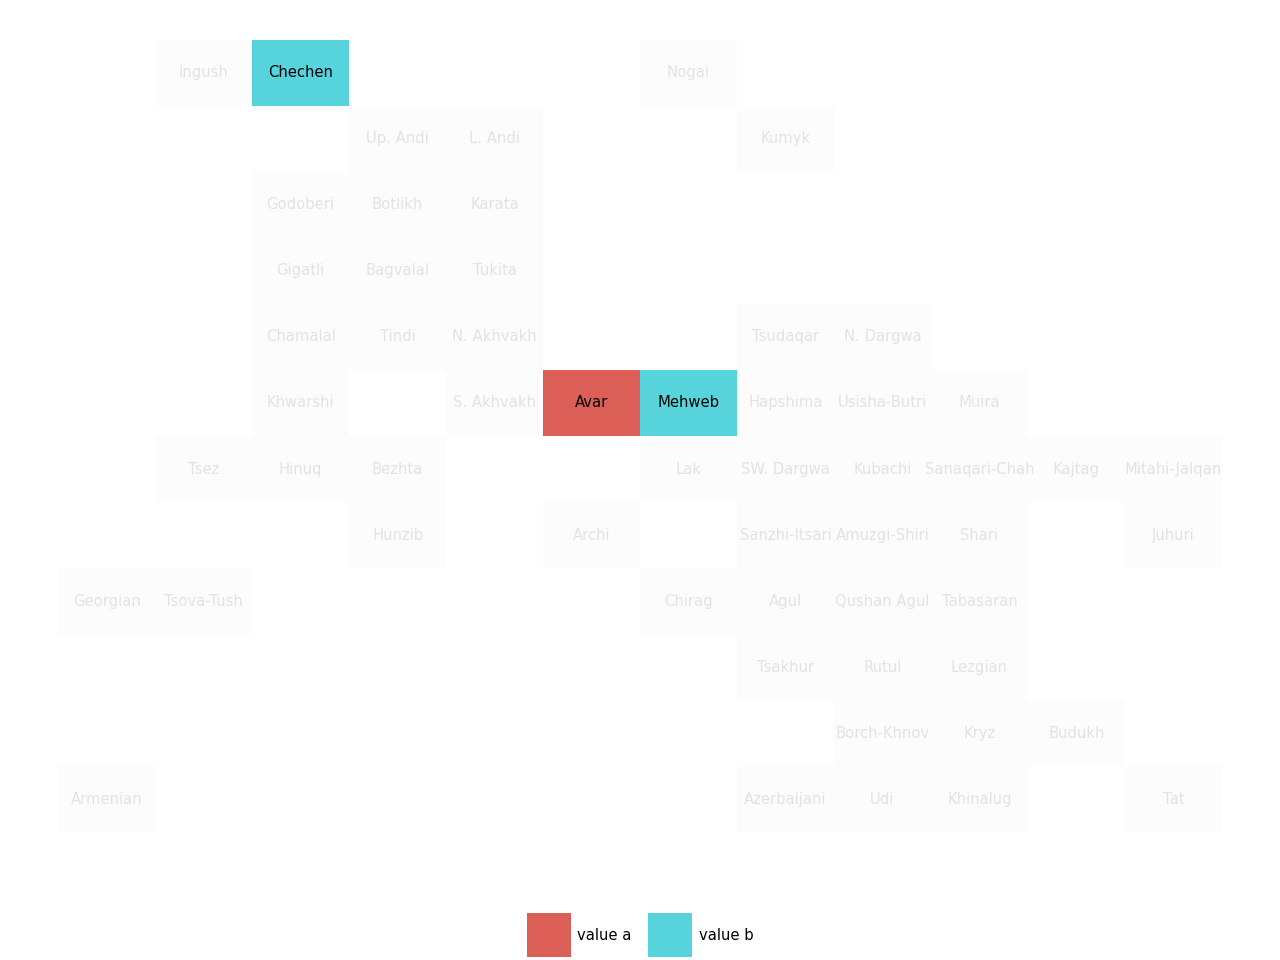 Ingush Chechen Nogai
Up. Andi L. Andi Kumyk
Godoberi Botlikh Karata
Gigatli Bagvalal Tukita
Chamalal Tindi N. Akhvakh Tsudaqar N. Dargwa
Khwarshi S. Akhvakh Avar Mehweb Hapshima Usisha-Butri Muira
Tsez Hinuq Bezhta Lak SW. Dargwa Kubachi Sanaqari-Chah Kajtag Mitahi-Jalqan
Hunzib Archi Sanzhi-Itsari Amuzgi-Shiri Shari Juhuri
Georgian Tsova-Tush Chirag Agul Qushan Agul Tabasaran
Tsakhur Rutul Lezgian
Borch-Khnov Kryz Budukh
Armenian Azerbaijani Udi Khinalug Tat
value a value b